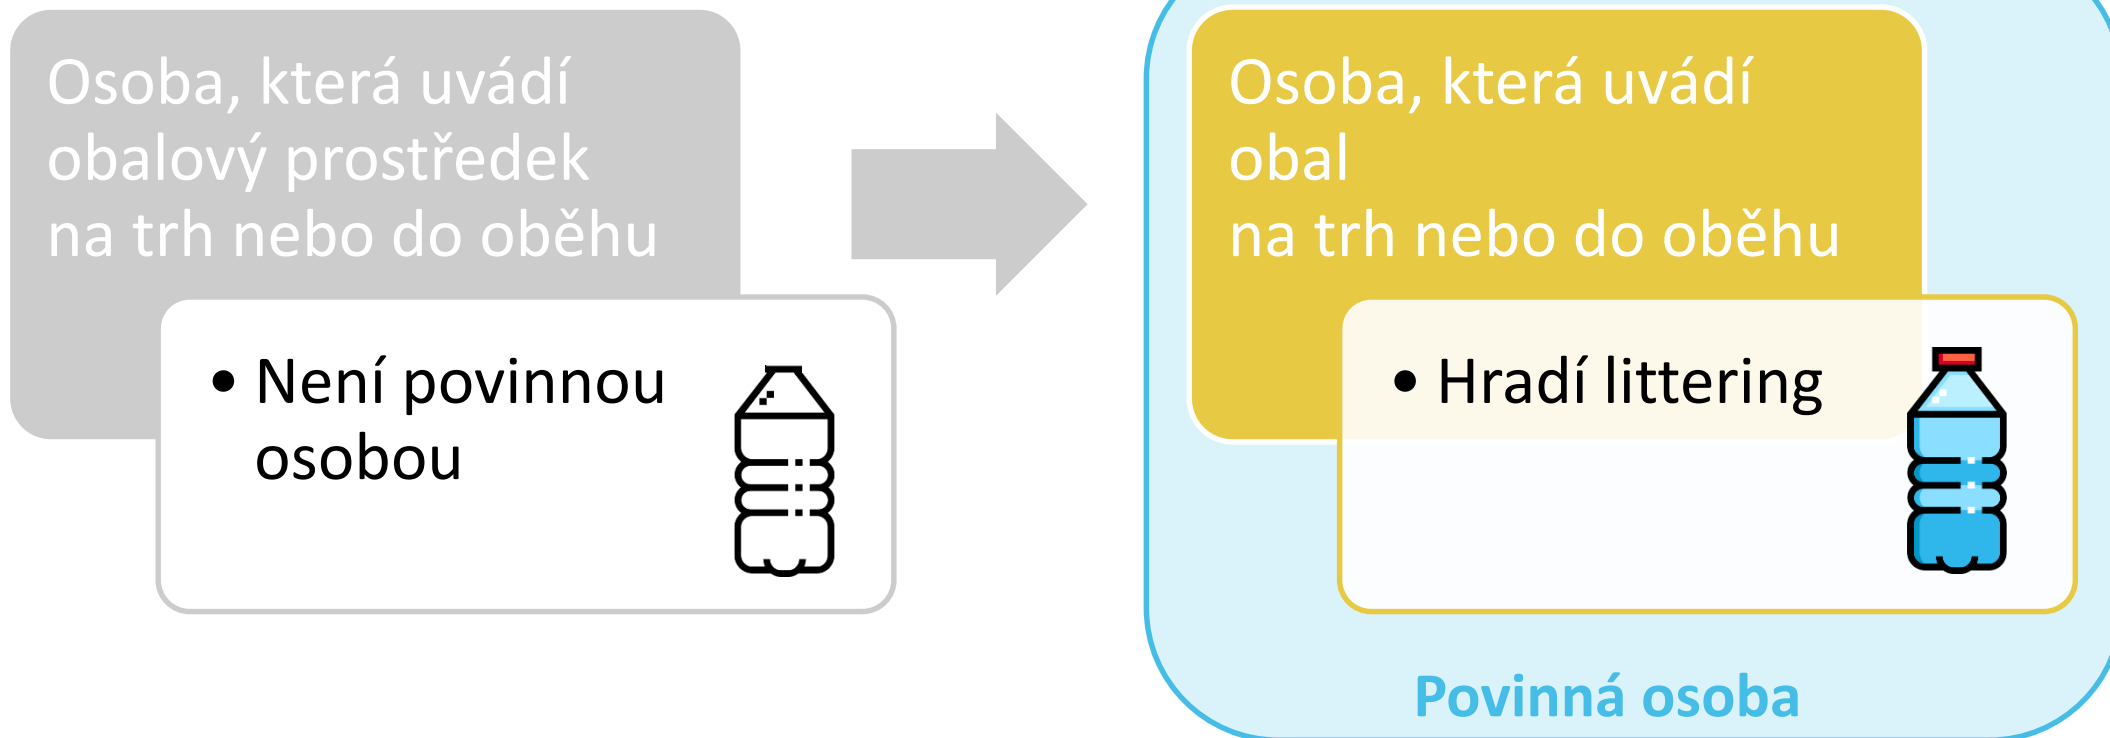 Osoba, která uvádí
obalový prostředek
na trh nebo do oběhu
• Není povinnou
osobou
Osoba, která uvádí
obal
na trh nebo do oběhu
• Hradí littering
Povinná osoba